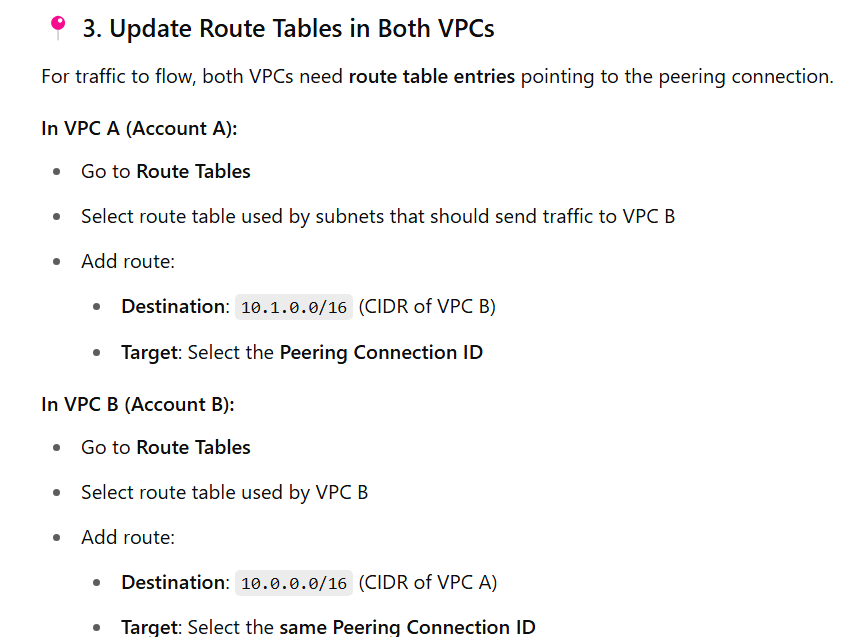 3. Update Route Tables in Both VPCs
For traffic to flow, both VPCs need route table entries pointing to the peering connection.
In VPC A (Account A):
Go to Route Tables
Select route table used by subnets that should send traffic to VPC B
Add route:
Destination: 10.1.0.0/16 (CIDR of VPC B)
Target: Select the Peering Connection ID
In VPC B (Account B):
Go to Route Tables
Select route table used by VPC B
Add route:
Destination: 10.0.0.0/16 (CIDR of VPC A)
Target: Select the same Peering Connection ID